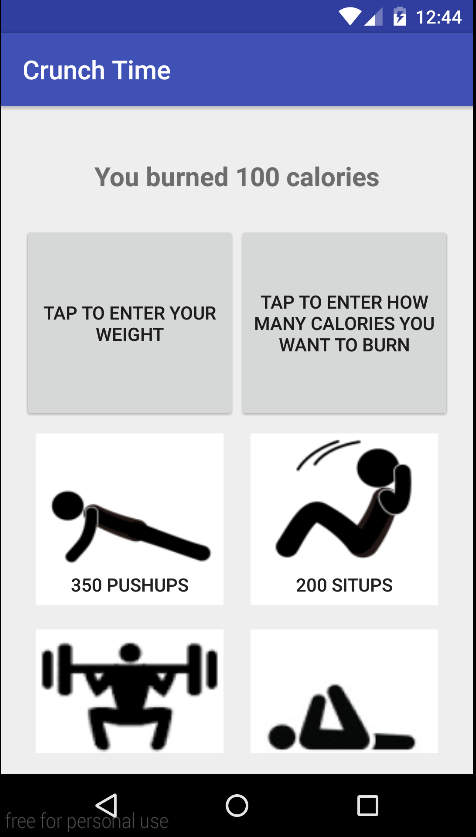 12:44
Crunch Time
You burned 100 calories
TAP TO ENTER YOUR
WEIGHT
TAP TO ENTER HOW
MANY CALORIES YOU
WANT TO BURN
350 PUSHUPS
200 SITUPS
free for personal use